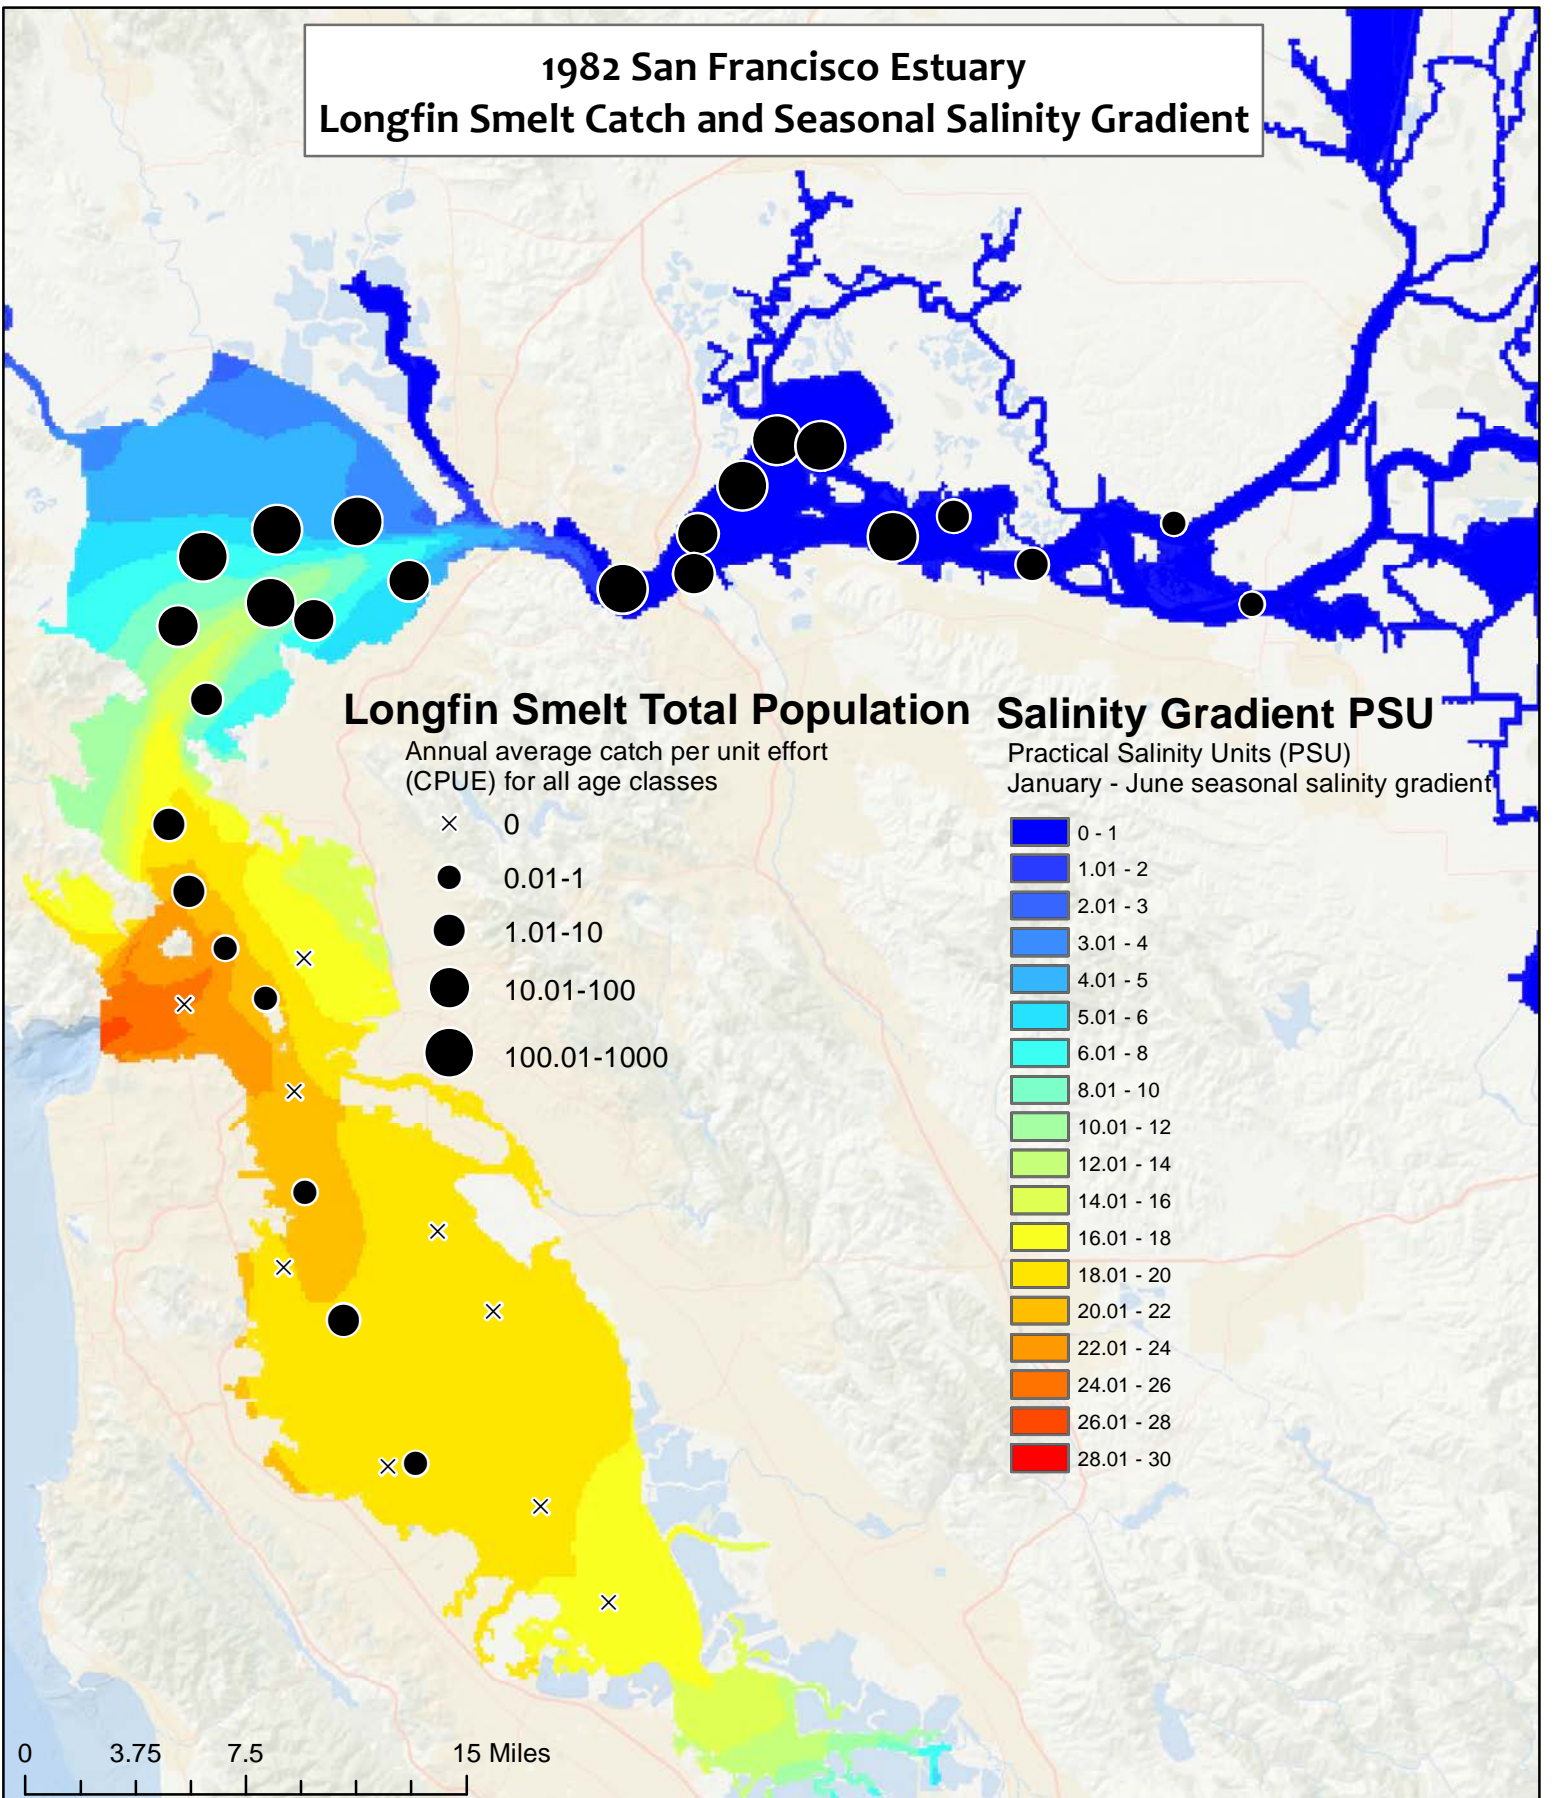 1982 San Francisco Estuary
Longfin Smelt Catch and Seasonal Salinity Gradient
Longfin Smelt Total Population
Annual average catch per unit effort
(CPUE) for all age classes
0
0.01-1
1.01-10
10.01-100
100.01-1000
Salinity Gradient PSU
Practical Salinity Units (PSU)
January - June seasonal salinity gradient
0 - 1
1.01 - 2
2.01 - 3
3.01 - 4
4.01 - 5
5.01 - 6
6.01 - 8
8.01 - 10
10.01 - 12
12.01 - 14
14.01 - 16
16.01 - 18
18.01 - 20
20.01 - 22
22.01 - 24
24.01 - 26
26.01 - 28
28.01 - 30
0 3.75 7.5 15 Miles